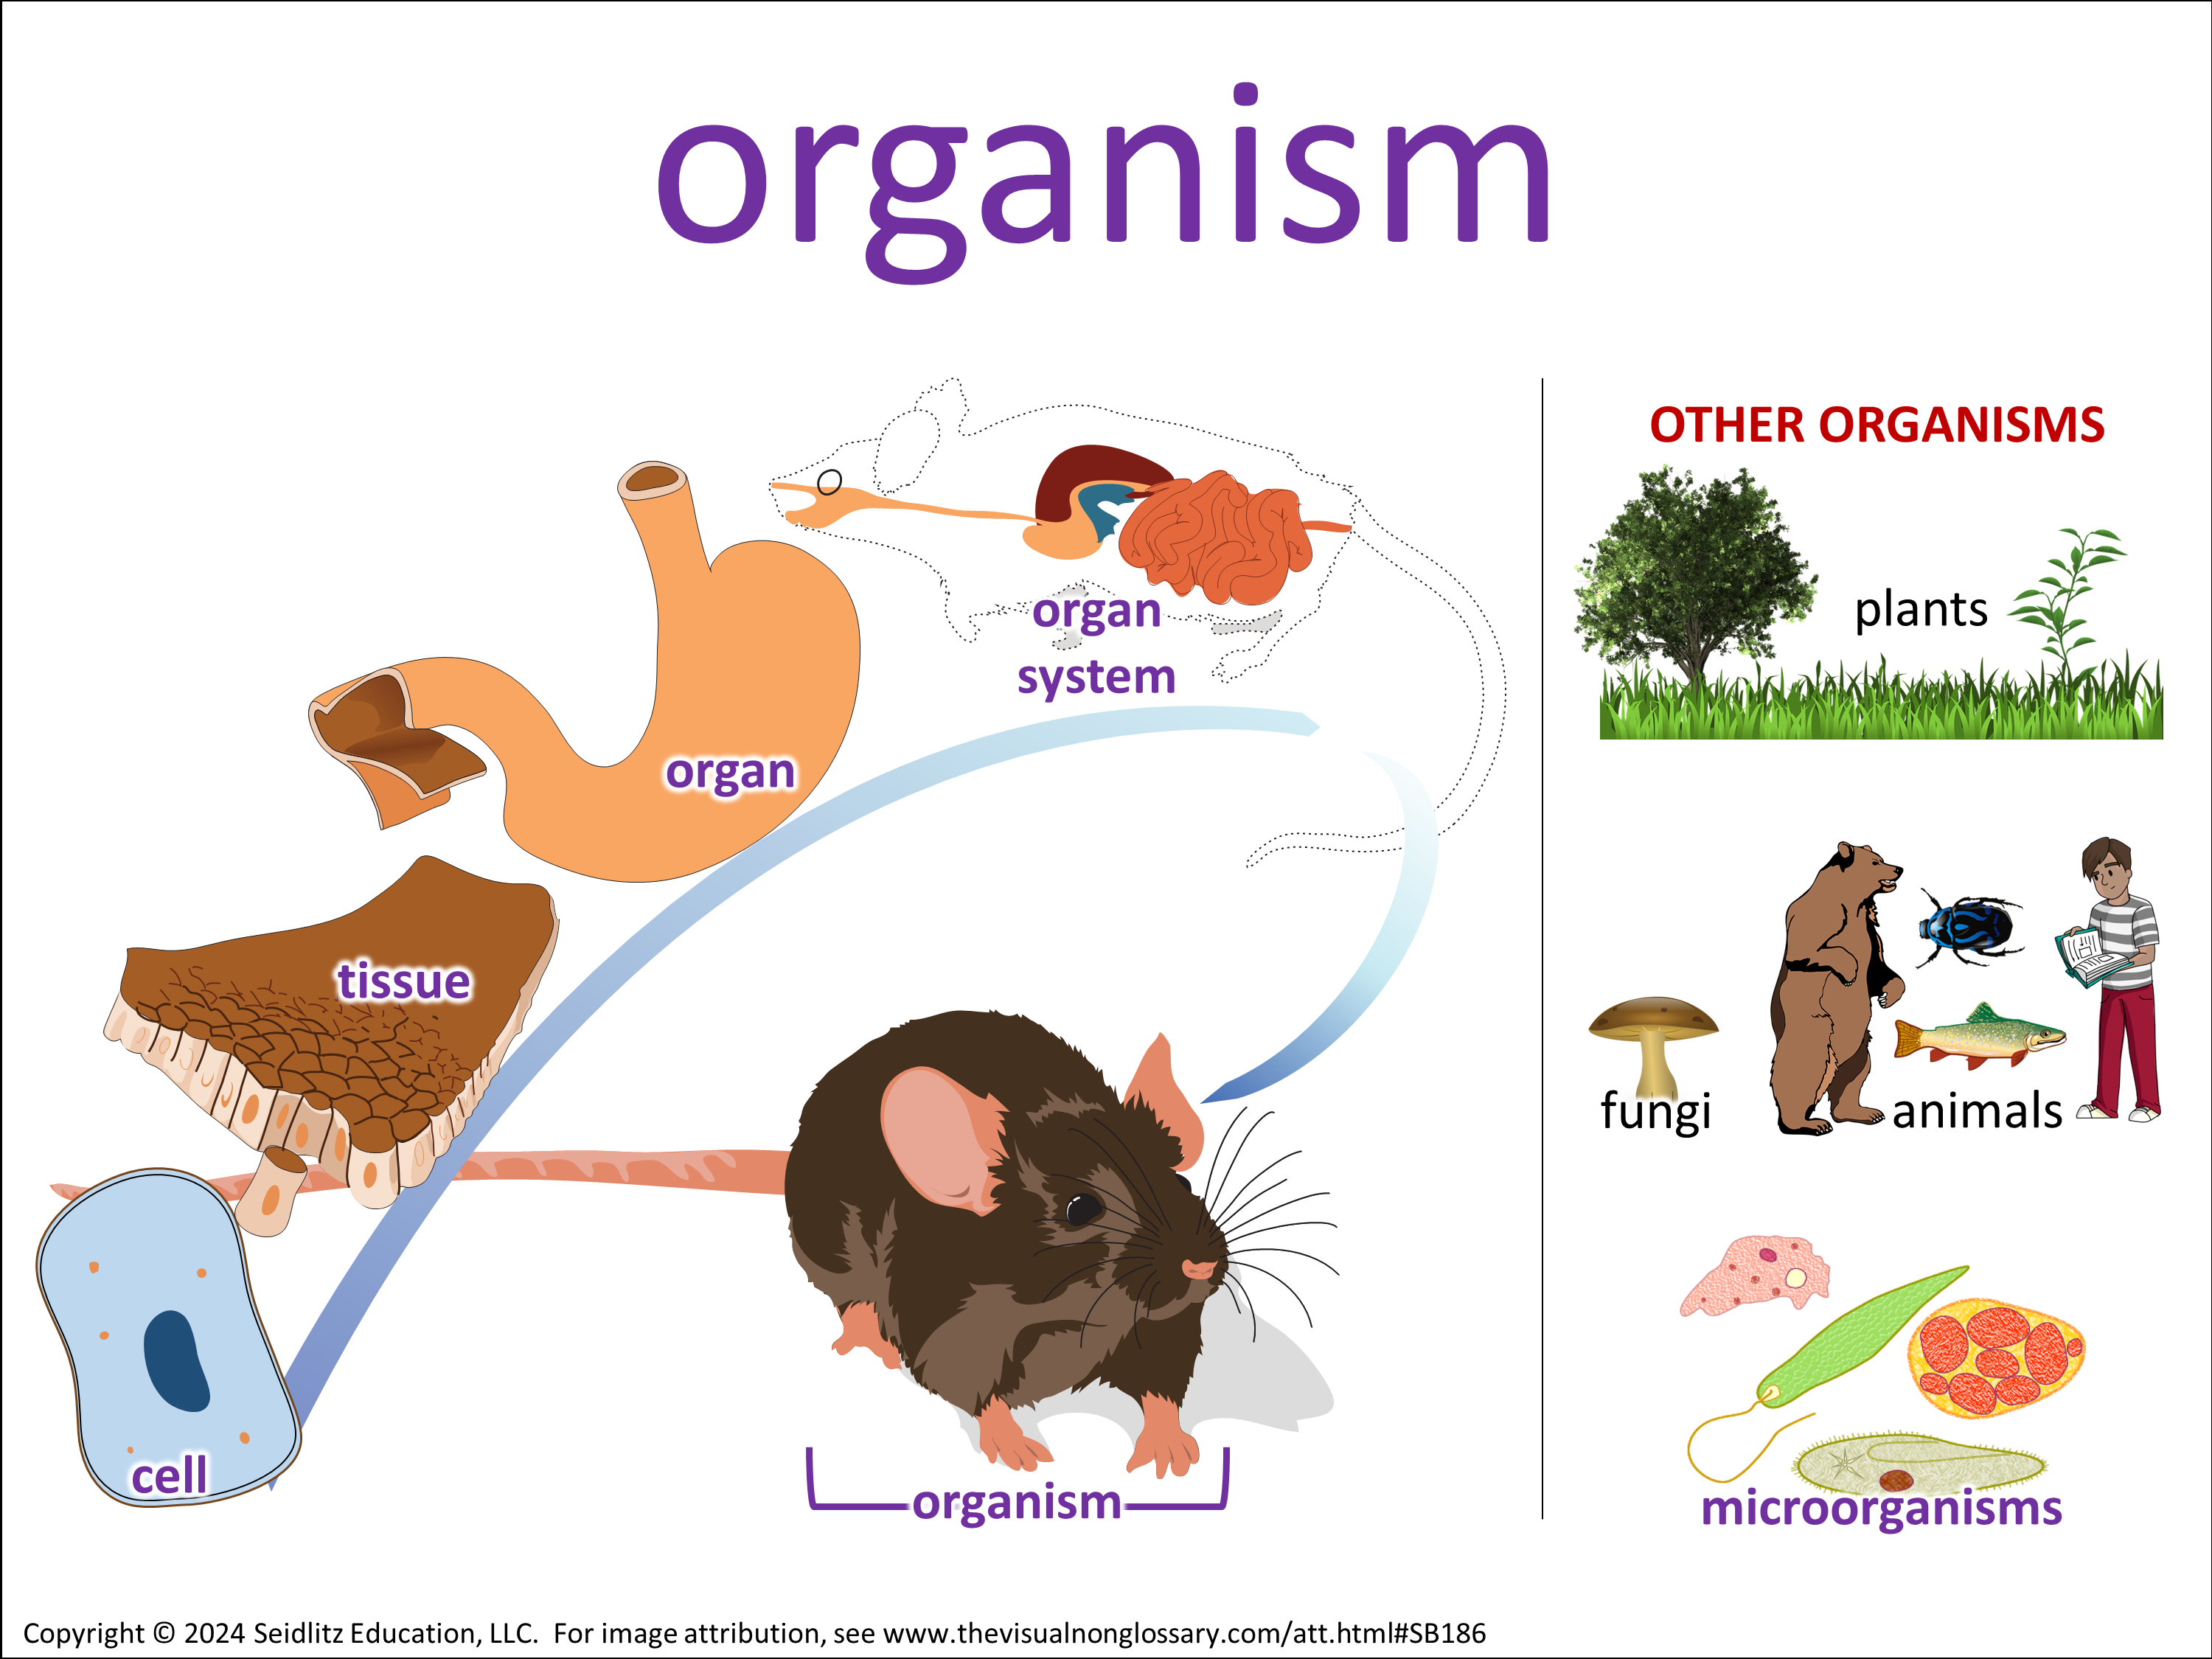 organism
organ
system
organ
tissue
cell
organism
OTHER ORGANISMS
plants
fungi
animals
microorganisms
Copyright © 2024 Seidlitz Education, LLC.  For image attribution, see www.thevisualnonglossary.com/att.html#SB186